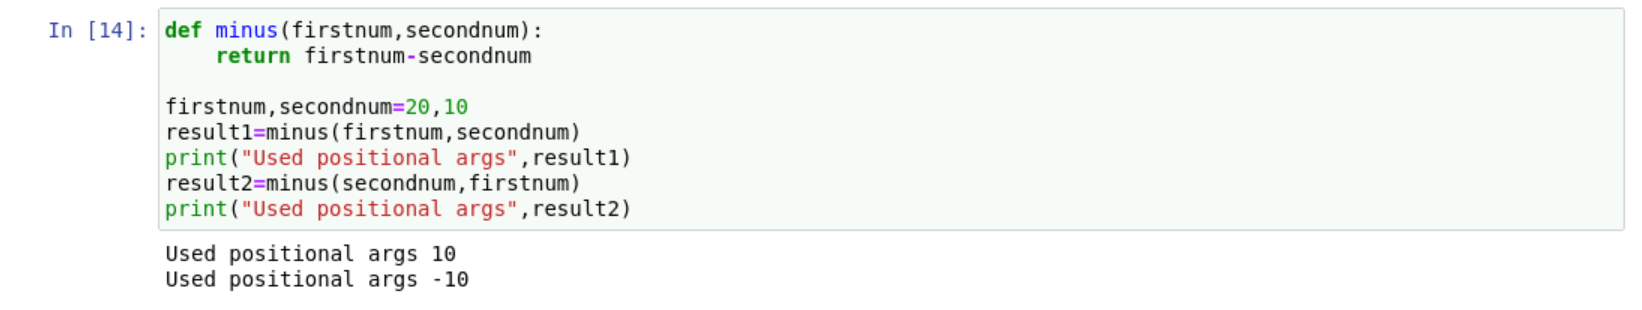 In [14]: def minus(firstnum,secondnum):
    return firstnum-secondnum

firstnum,secondnum=20,10
result1=minus(firstnum,secondnum)
print("Used positional args",result1)
result2=minus(secondnum,firstnum)
print("Used positional args",result2)
Used positional args 10
Used positional args -10